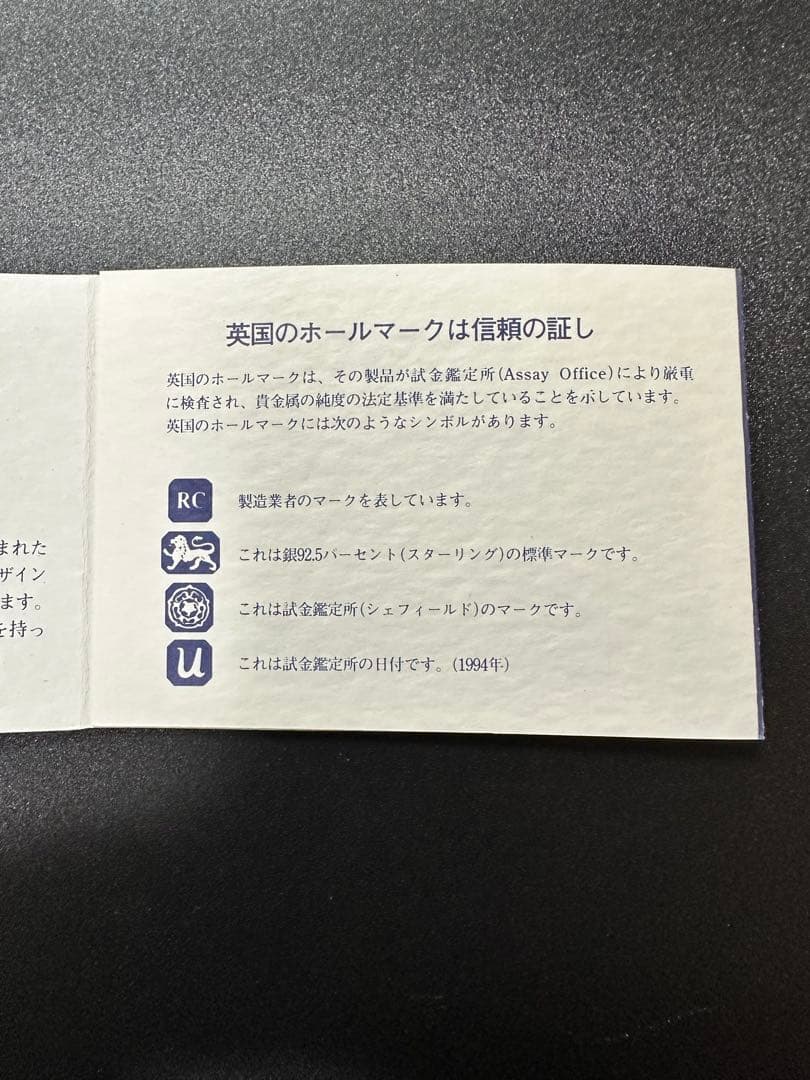 まれた
ザイン
ます。
を持っ
英国のホールマークは信頼の証し
英国のホールマークは、その製品が試金鑑定所(Assay Office)により厳重
に検査され、貴金属の純度の法定基準を満たしていることを示しています。
英国のホールマークには次のようなシンボルがあります。
RC 製造業者のマークを表しています。
これは銀92.5パーセント(スターリング)の標準マークです。
これは試金鑑定所(シェフィールド)のマークです。
u これは試金鑑定所の日付です。(1994年)